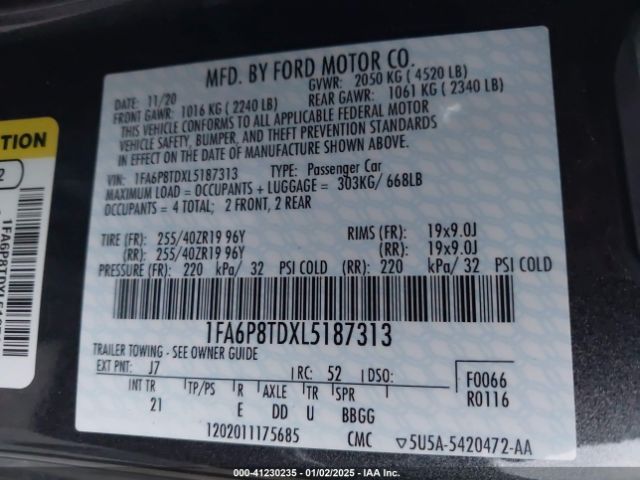 MFD. BY FORD MOTOR CO.
DATE: 11/20 GVWR: 2050 KG ( 4520 LB)
FRONT GAWR: 1016 KG ( 2240 LB) REAR GAWR: 1061 KG ( 2340 LB)
THIS VEHICLE CONFORMS TO ALL APPLICABLE FEDERAL MOTOR
VEHICLE SAFETY, BUMPER, AND THEFT PREVENTION STANDARDS
IN EFFECT ON THE DATE OF MANUFACTURE SHOWN ABOVE.
VIN: 1FA6P8TDXL5187313 TYPE: Passenger Car
MAXIMUM LOAD = OCCUPANTS + LUGGAGE = 303KG/ 668LB
OCCUPANTS = 4 TOTAL; 2 FRONT, 2 REAR
TIRE (FR): 255/40ZR19 96Y RIMS (FR): 19x9.0J
(RR): 255/40ZR19 96Y (RR): 19x9.0J
PRESSURE (FR): 220 kPa/ 32 PSI COLD (RR): 220 kPa/ 32 PSI COLD
1FA6P8TDXL5187313
TRAILER TOWING - SEE OWNER GUIDE
EXT PNT: J7 RC: 52 DSO: F0066
INT TR TP/PS R AXLE TR SPR R0116
21 E DD U BBGG
1202011175685 CMC 5U5A-5420472-AA
TION
2
000-41230235 - 01/02/2025 - IAA Inc.